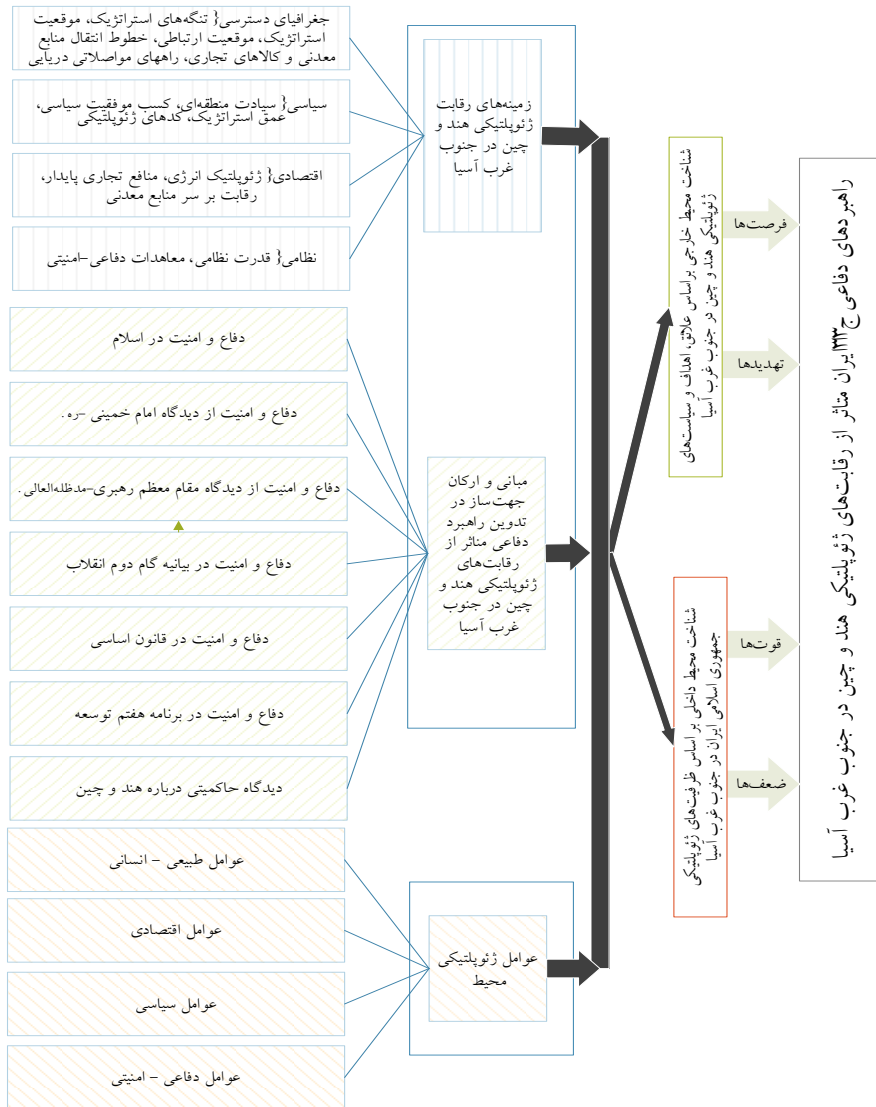 جغرافیای دسترسی{ تنگه‌های استراتژیک، موقعیت
استراتژیک، موقعیت ارتباطی، خطوط انتقال منابع
معدنی و کالاهای تجاری، راههای مواصلاتی دریایی
سیاسی{ سیادت منطقه‌ای، کسب موفقیت سیاسی،
عمق استراتژیک، کدهای ژئوپلتیکی
اقتصادی{ ژئوپلتیک انرژی، منافع تجاری پایدار،
رقابت بر سر منابع معدنی
نظامی{ قدرت نظامی، معاهدات دفاعی-امنیتی
دفاع و امنیت در اسلام
دفاع و امنیت از دیدگاه امام خمینی -ره.
دفاع و امنیت از دیدگاه مقام معظم رهبری-مدظله‌العالی.
دفاع و امنیت در بیانیه گام دوم انقلاب
دفاع و امنیت در قانون اساسی
دفاع و امنیت در برنامه هفتم توسعه
دیدگاه حاکمیتی درباره هند و چین
عوامل طبیعی - انسانی
عوامل اقتصادی
عوامل سیاسی
عوامل دفاعی - امنیتی
زمینه‌های رقابت
ژئوپلتیکی هند و
چین در جنوب
غرب آسیا
مبانی و ارکان
جهت‌ساز در
تدوین راهبرد
دفاعی متاثر از
رقابت‌های
ژئوپلتیکی هند و
چین در جنوب
غرب آسیا
عوامل ژئوپلتیکی
محیط
شناخت محیط خارجی براساس علائق، اهداف و سیاست‌های
ژئوپلتیکی هند و چین در جنوب غرب آسیا
شناخت محیط داخلی بر اساس ظرفیت‌های ژئوپلتیکی
جمهوری اسلامی ایران در جنوب غرب آسیا
فرصت‌ها
تهدیدها
قوت‌ها
ضعف‌ها
راهبردهای دفاعی ج ایران متاثر از رقابت‌های ژئوپلتیکی هند و چین در جنوب غرب آسیا